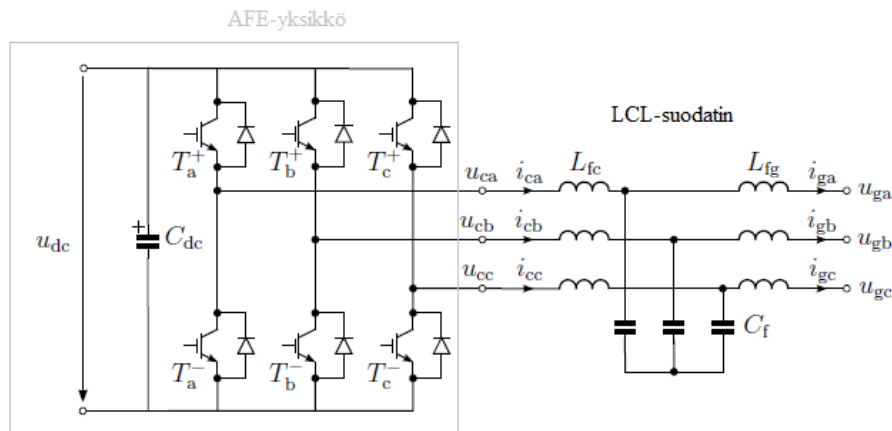 AFE-yksikkö
LCL-suodatin
T_a^+
T_b^+
T_c^+
u_ca
i_ca
L_fc
L_fg
i_ga
u_ga
u_dc
+
C_dc
u_cb
i_cb
i_gb
u_gb
u_cc
i_cc
i_gc
u_gc
T_a^-
T_b^-
T_c^-
C_f